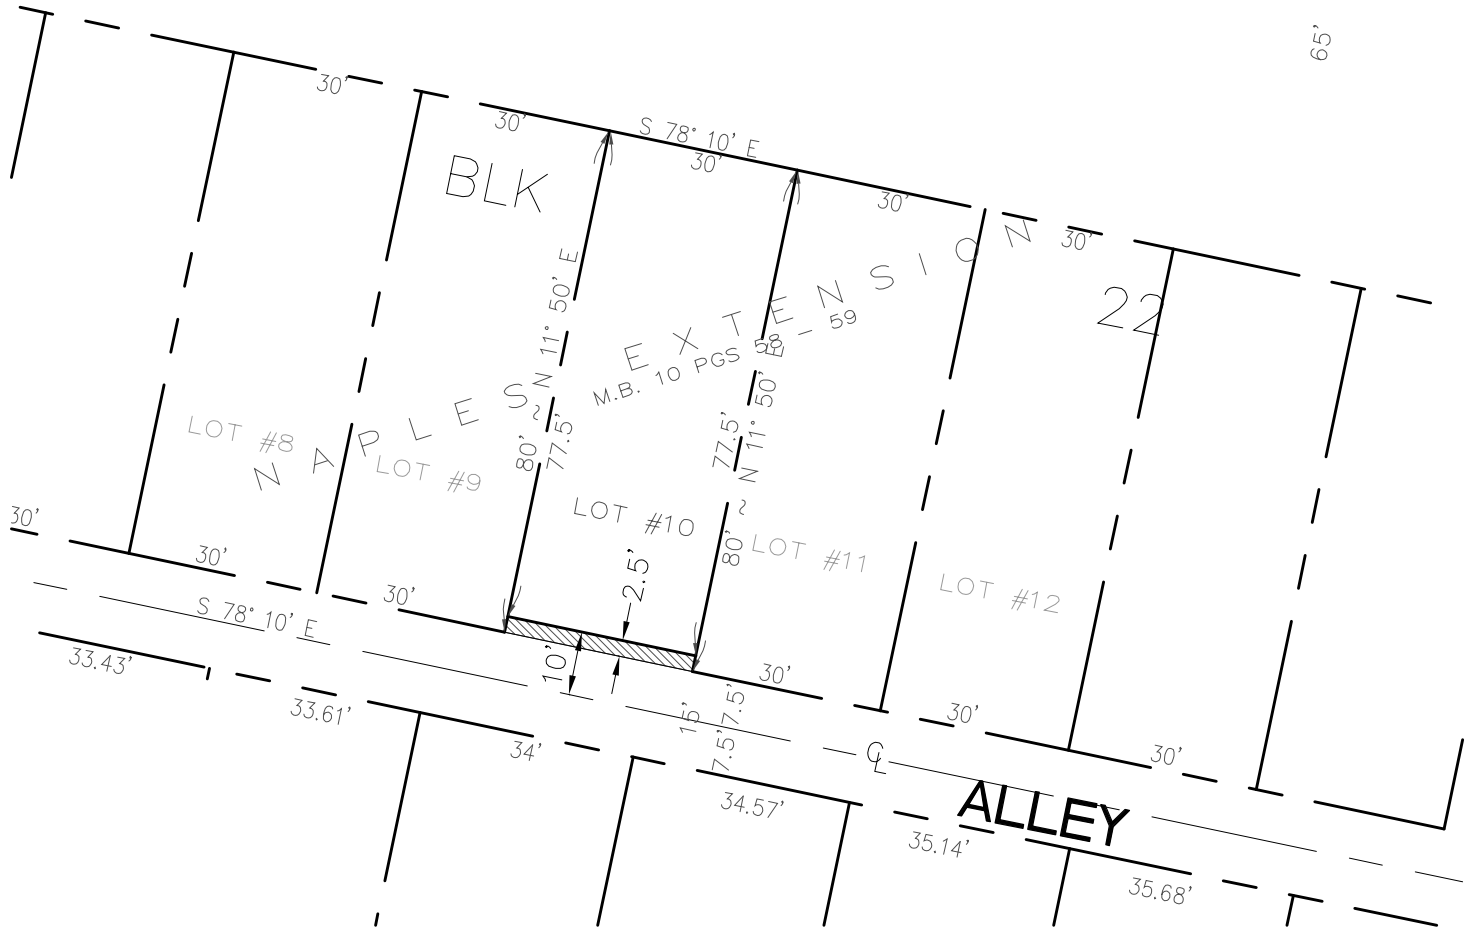 65'
30'
30'
S 78° 10' E
30'
30'
30'
BLK
22
NAPLES EXTENSION
M.B. 10 PGS 58 – 59
N 11° 50' E
~
80'
77.5'
N 11° 50' E
~
80'
77.5'
LOT #8
LOT #9
LOT #10
LOT #11
LOT #12
30'
30'
30'
2.5'
10'
30'
30'
30'
S 78° 10' E
15'
7.5'
7.5'
CL
ALLEY
33.43'
33.61'
34'
34.57'
35.14'
35.68'